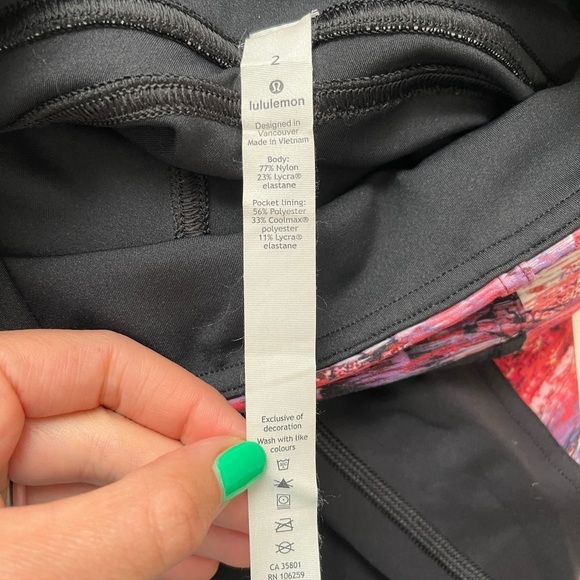 2
lululemon
Designed in
Vancouver
Made in Vietnam
Body:
77% Nylon
23% Lycra®
elastane
Pocket lining:
56% Polyester
33% Coolmax®
polyester
11% Lycra®
elastane
Exclusive of
decoration
Wash with like
colours
CA 35801
RN 106259